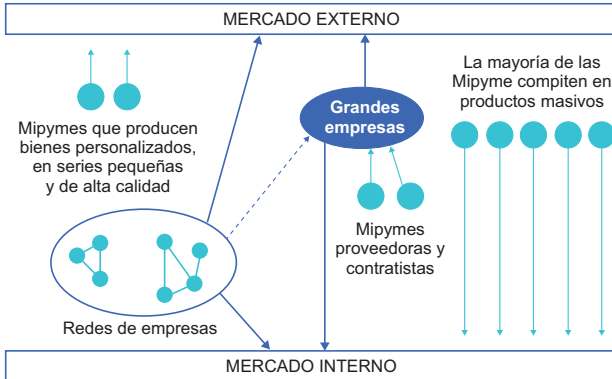 MERCADO EXTERNO
Mipymes que producen
bienes personalizados,
en series pequeñas
y de alta calidad
Grandes
empresas
La mayoría de las
Mipyme compiten en
productos masivos
Mipymes
proveedoras y
contratistas
Redes de empresas
MERCADO INTERNO